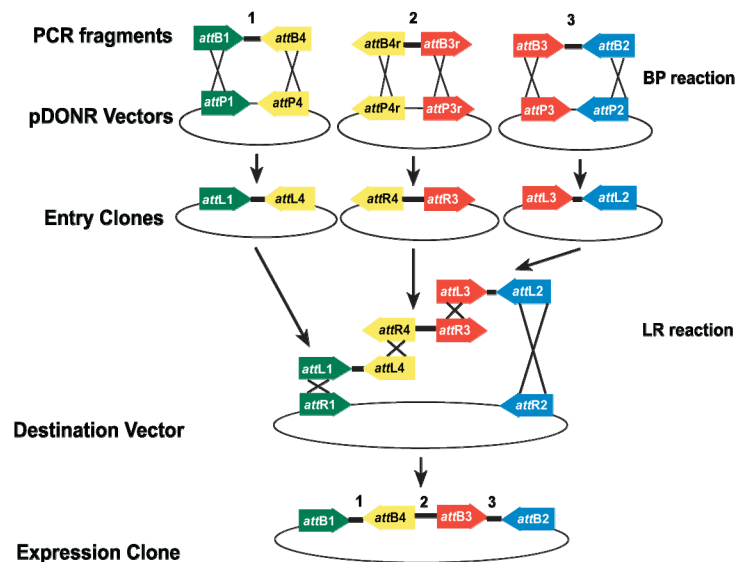 1 2 3
PCR fragments attB1 attB4 attB4r attB3r attB3 attB2
BP reaction
pDONR Vectors attP1 attP4 attP4r attP3r attP3 attP2
Entry Clones attL1 attL4 attR4 attR3 attL3 attL2
attL3 attL2
attR4 attR3 LR reaction
attL1 attL4
attR1 attR2
Destination Vector
1 2 3
attB1 attB4 attB3 attB2
Expression Clone